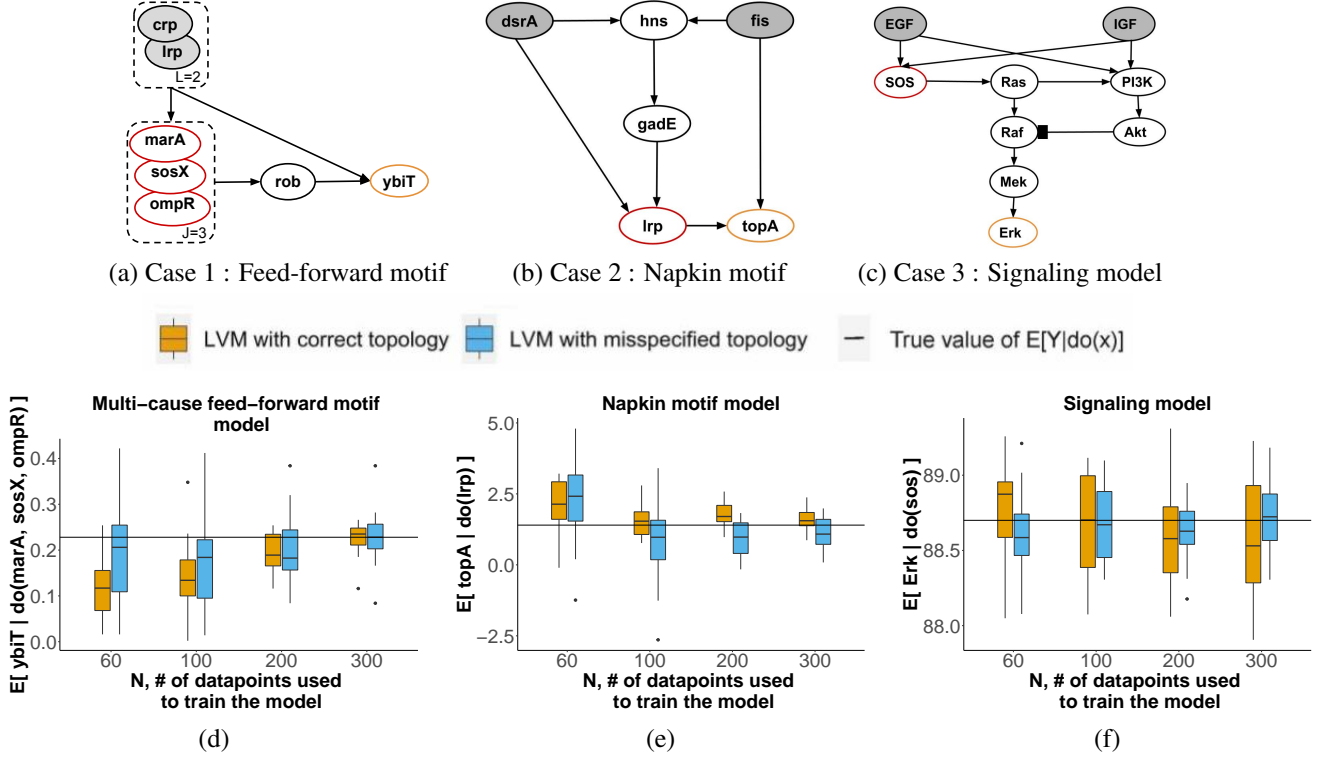 crp
lrp
L=2
marA
sosX
ompR
J=3
rob
ybiT
(a) Case 1 : Feed-forward motif
dsrA
hns
fis
gadE
lrp
topA
(b) Case 2 : Napkin motif
EGF
IGF
SOS
Ras
PI3K
Raf
Akt
Mek
Erk
(c) Case 3 : Signaling model
LVM with correct topology
LVM with misspecified topology
True value of E[Y|do(x)]
Multi−cause feed−forward motif
model
E[ ybiT | do(marA, sosX, ompR) ]
0.4
0.3
0.2
0.1
0.0
60
100
200
300
N, # of datapoints used
to train the model
(d)
Napkin motif model
E[ topA | do(lrp) ]
5.0
2.5
0.0
−2.5
60
100
200
300
N, # of datapoints used
to train the model
(e)
Signaling model
E[ Erk | do(sos) ]
89.0
88.5
88.0
60
100
200
300
N, # of datapoints used
to train the model
(f)